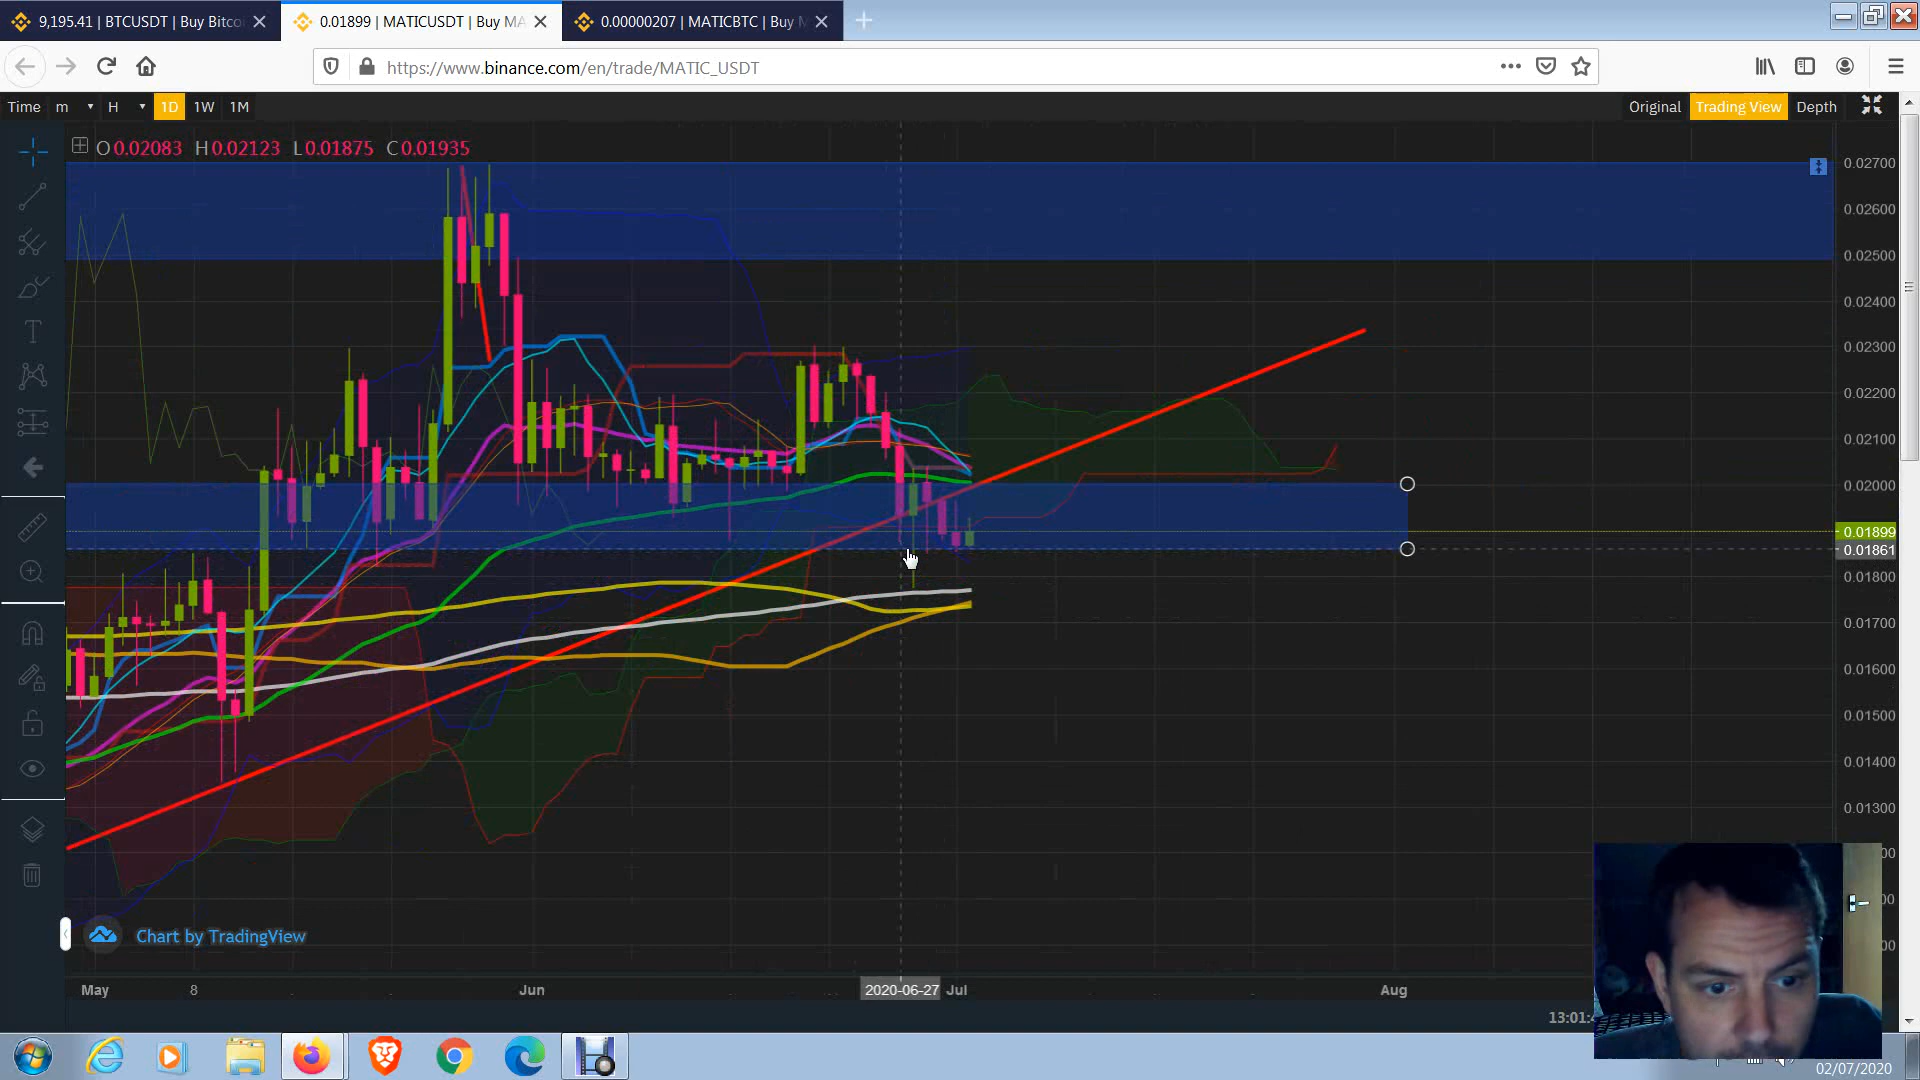 9,195.41 | BTCUSDT | Buy Bitco
0.01899 | MATICUSDT | Buy MA
0.00000207 | MATICBTC | Buy M
https://www.binance.com/en/trade/MATIC_USDT
Time m H 1D 1W 1M
Original Trading View Depth
O 0.02083 H 0.02123 L 0.01875 C 0.01935
0.02700
0.02600
0.02500
0.02400
0.02300
0.02200
0.02100
0.02000
0.01899
0.01861
0.01800
0.01700
0.01600
0.01500
0.01400
0.01300
Chart by TradingView
May 8 Jun 2020-06-27 Jul Aug
02/07/2020